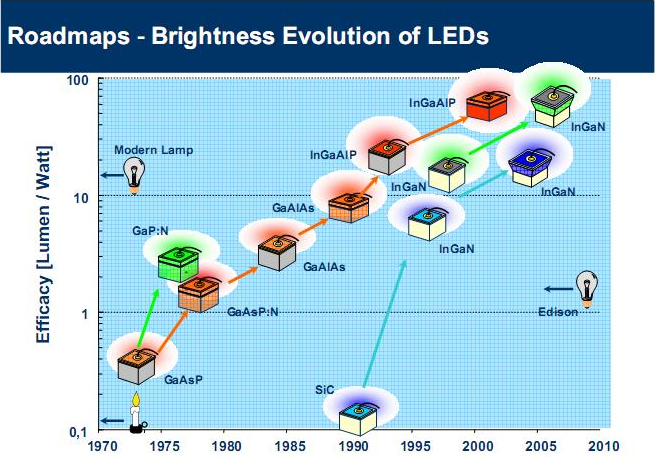 Roadmaps - Brightness Evolution of LEDs
Efficacy [Lumen / Watt]
100
10
1
0,1
1970
1975
1980
1985
1990
1995
2000
2005
2010
Modern Lamp
GaP:N
GaAsP
GaAsP:N
GaAlAs
GaAlAs
InGaAlP
InGaAlP
InGaN
InGaN
InGaN
InGaN
SiC
Edison